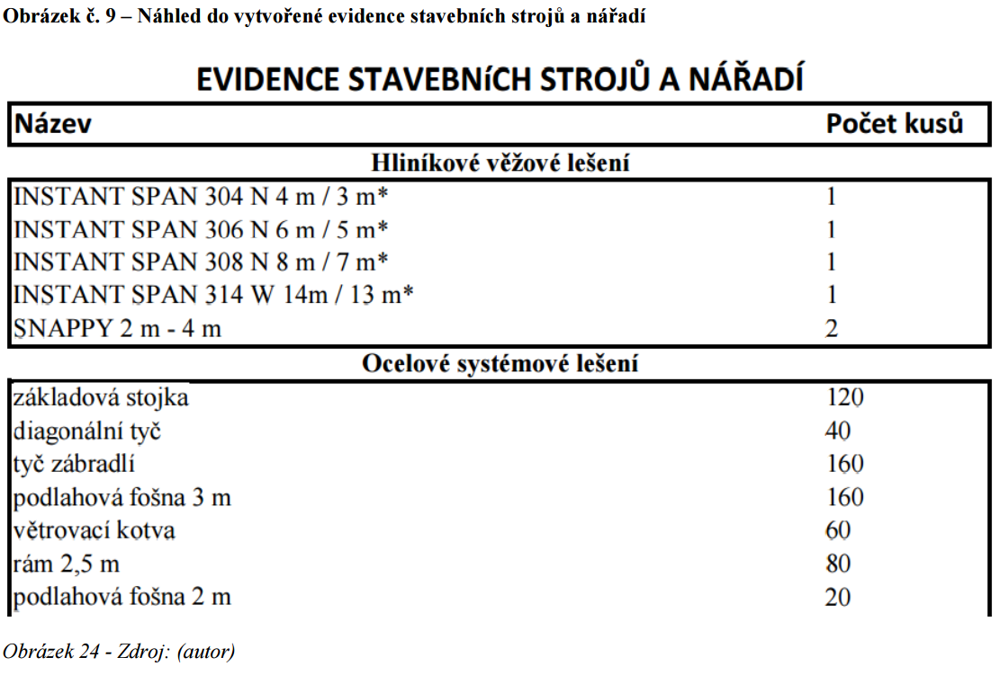 Obrázek č. 9 – Náhled do vytvořené evidence stavebních strojů a nářadí
EVIDENCE STAVEBNíCH STROJŮ A NÁŘADÍ
Název Počet kusů
Hliníkové věžové lešení
INSTANT SPAN 304 N 4 m / 3 m* 1
INSTANT SPAN 306 N 6 m / 5 m* 1
INSTANT SPAN 308 N 8 m / 7 m* 1
INSTANT SPAN 314 W 14m / 13 m* 1
SNAPPY 2 m - 4 m 2
Ocelové systémové lešení
základová stojka 120
diagonální tyč 40
tyč zábradlí 160
podlahová fošna 3 m 160
větrovací kotva 60
rám 2,5 m 80
podlahová fošna 2 m 20
Obrázek 24 - Zdroj: (autor)